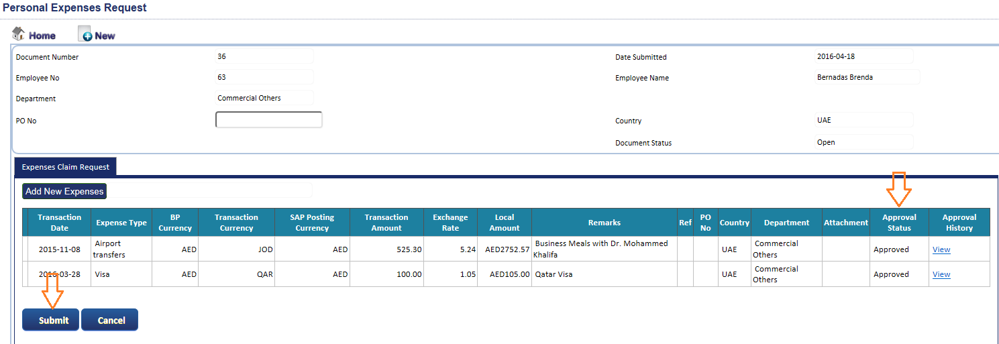 Personal Expenses Request
Home New
Document Number 36 Date Submitted 2016-04-18
Employee No 63 Employee Name Bernadas Brenda
Department Commercial Others
PO No Country UAE
Document Status Open
Expenses Claim Request
Add New Expenses
Transaction Date Expense Type BP Currency Transaction Currency SAP Posting Currency Transaction Amount Exchange Rate Local Amount Remarks Ref PO No Country Department Attachment Approval Status Approval History
2015-11-08 Airport transfers AED JOD AED 525.30 5.24 AED2752.57 Business Meals with Dr. Mohammed Khalifa UAE Commercial Others Approved View
2016-03-28 Visa AED QAR AED 100.00 1.05 AED105.00 Qatar Visa UAE Commercial Others Approved View
Submit Cancel